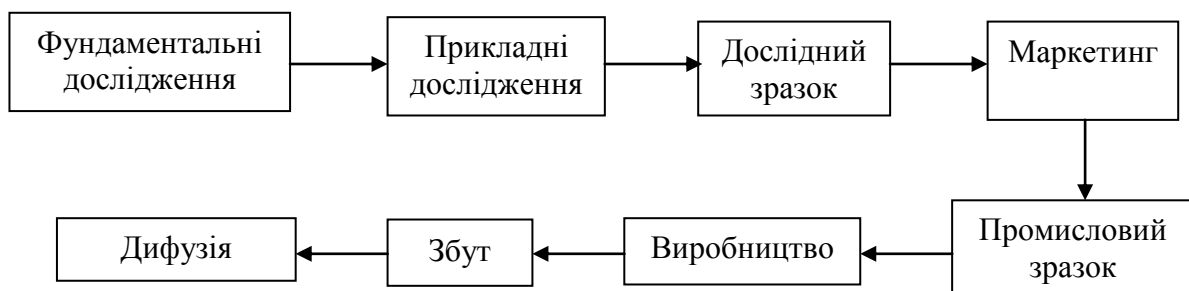 Фундаментальні
дослідження
Прикладні
дослідження
Дослідний
зразок
Маркетинг
Промисловий
зразок
Виробництво
Збут
Дифузія